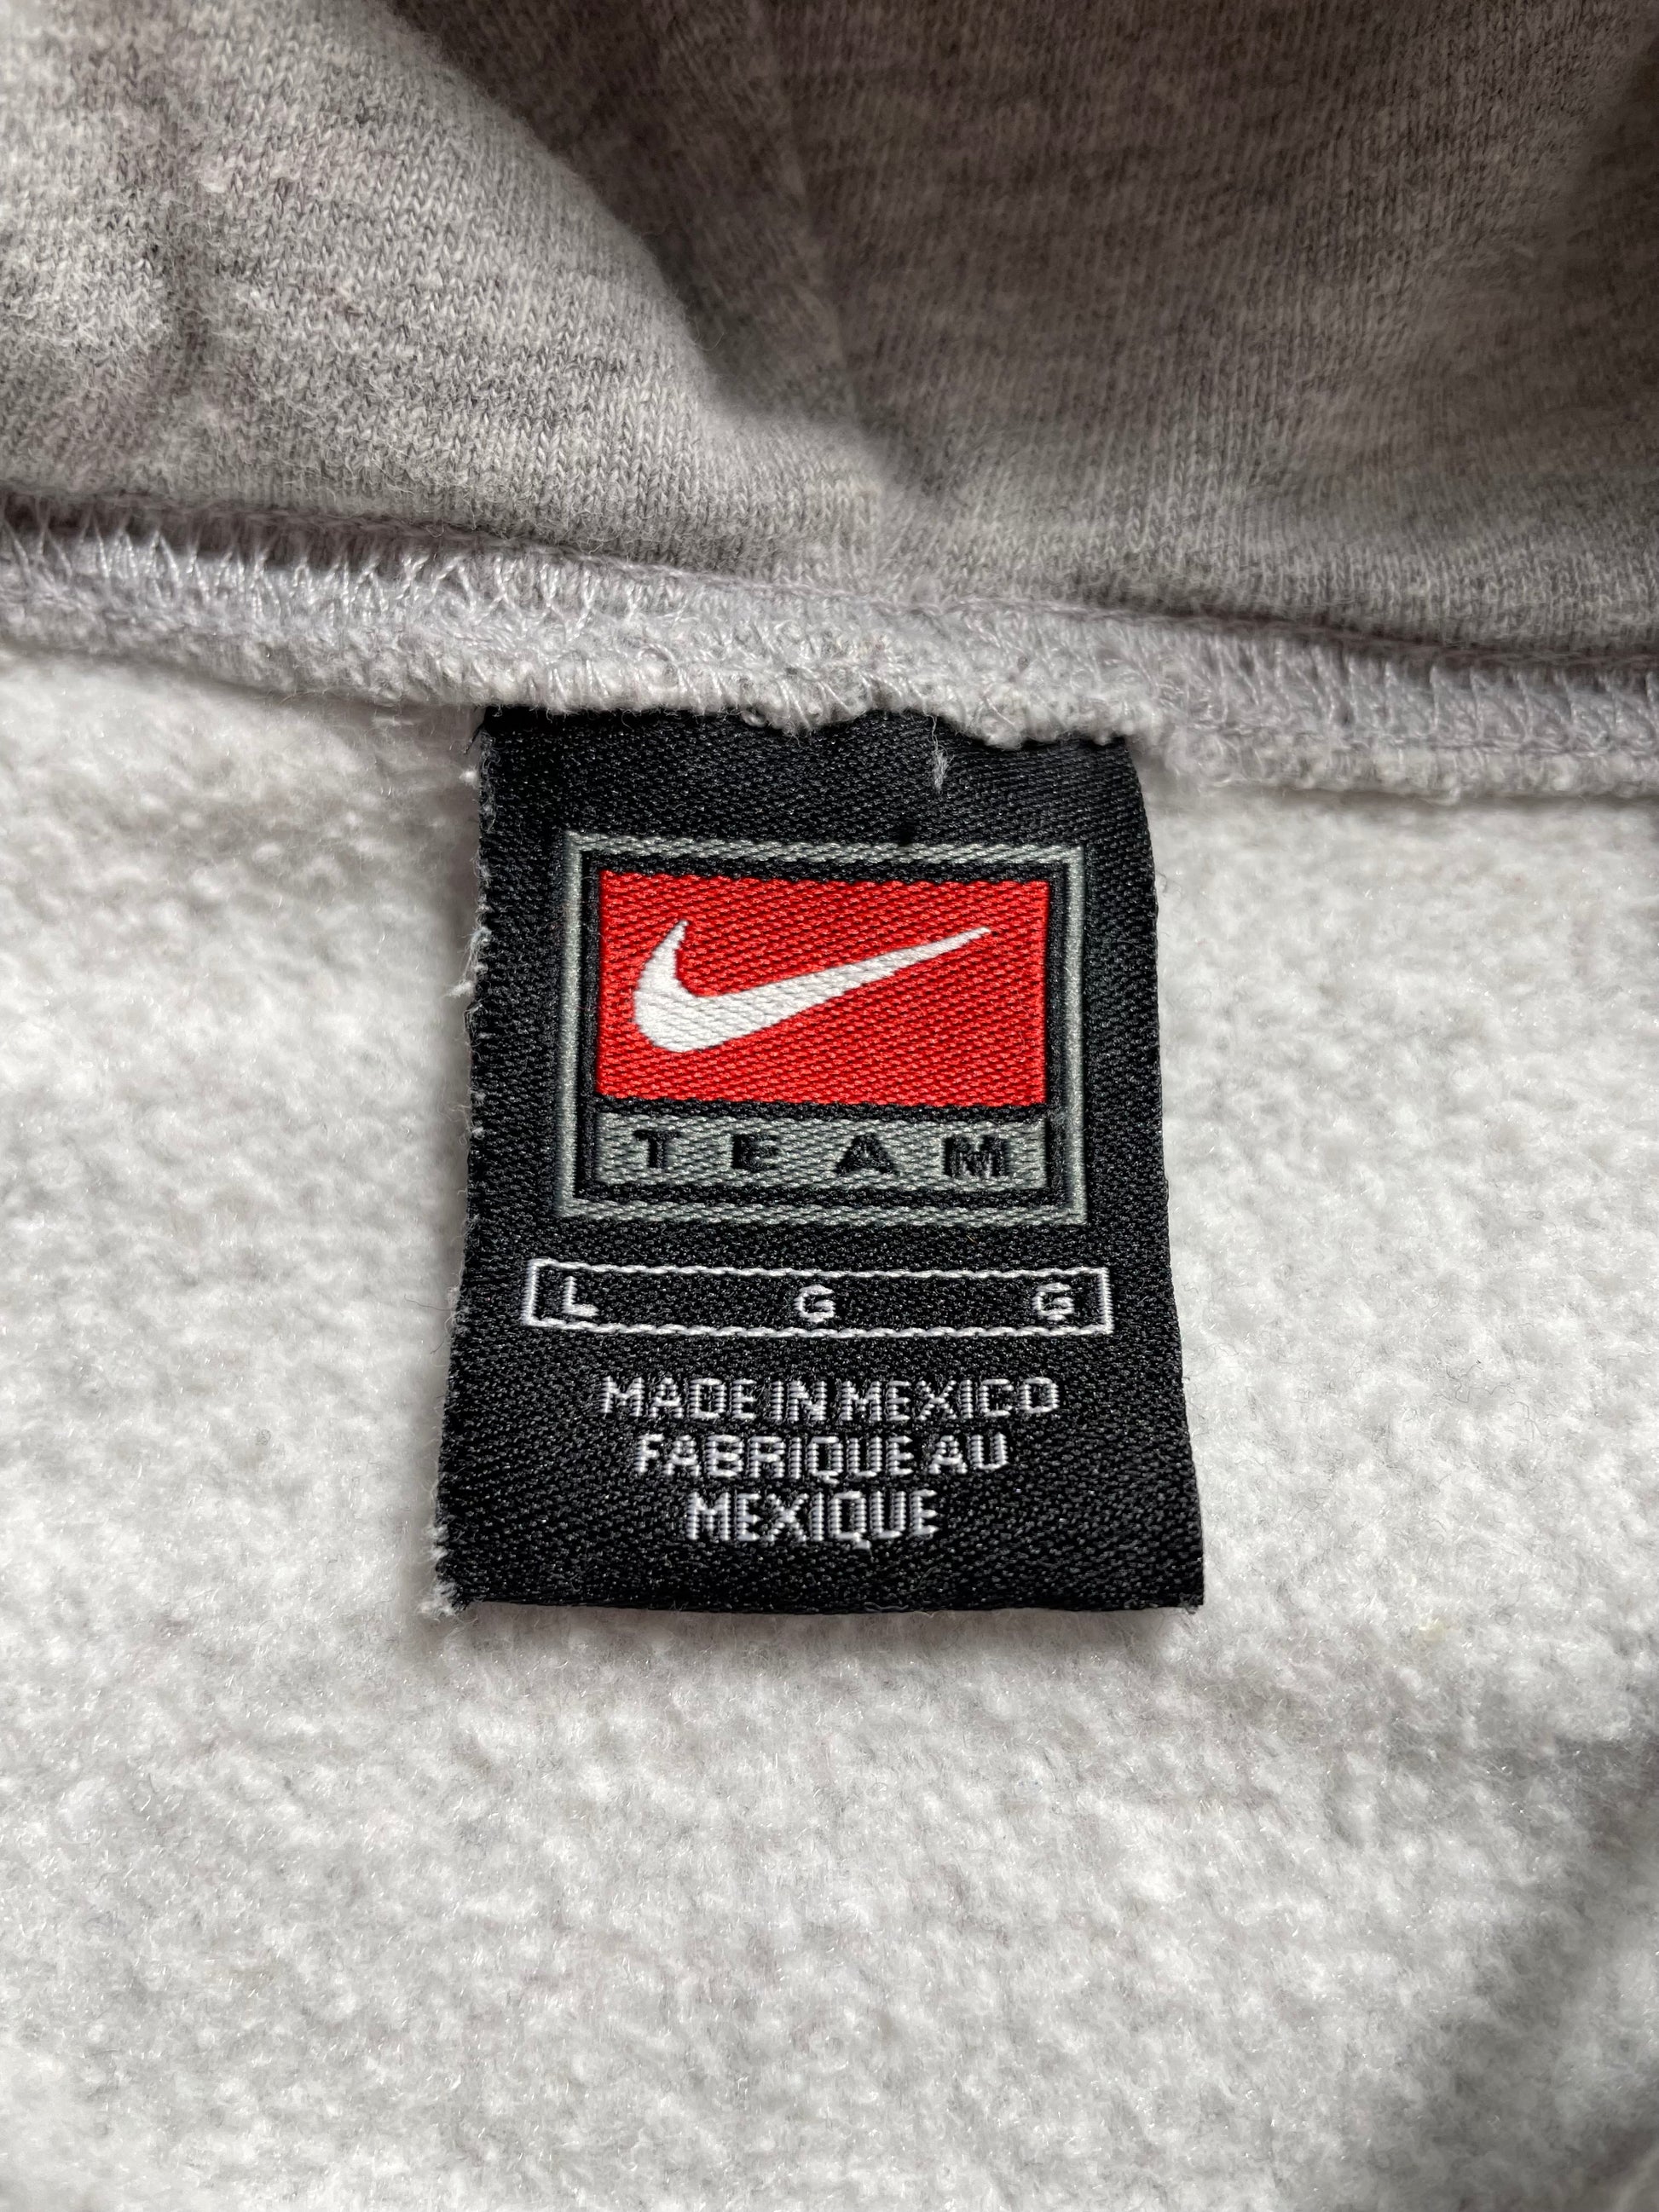 TEAM
L G G
MADE IN MEXICO
FABRIQUE AU
MEXIQUE